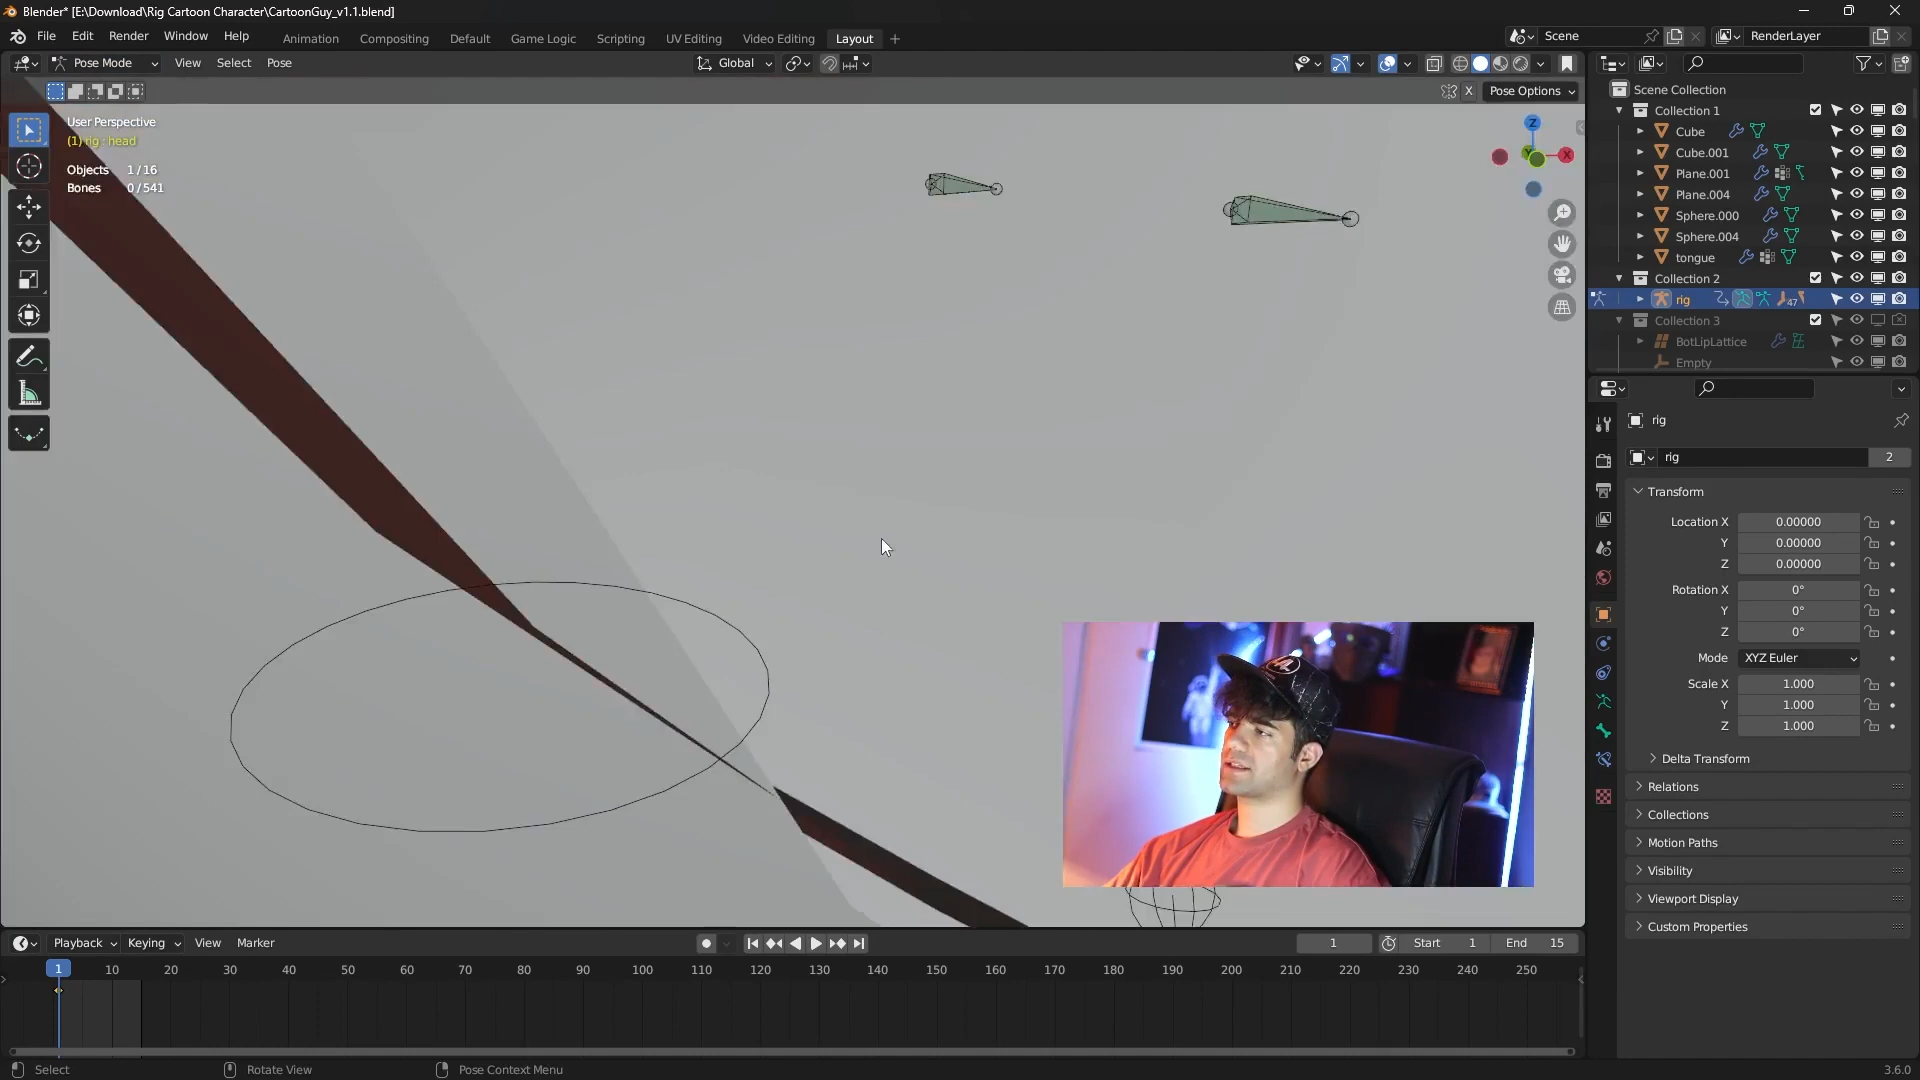 Blender* [E:\Download\Rig Cartoon Character\CartoonGuy_v1.1.blend]
File Edit Render Window Help Animation Compositing Default Game Logic Scripting UV Editing Video Editing Layout Scene RenderLayer
Pose Mode View Select Pose Global
X Pose Options
User Perspective
(1) rig : head
Objects 1/16
Bones 0/541
Z
X
Scene Collection
Collection 1
Cube
Cube.001
Plane.001
Plane.004
Sphere.000
Sphere.004
tongue
Collection 2
rig 47
Collection 3
BotLipLattice
Empty
rig
rig 2
Transform
Location X 0.00000
Y 0.00000
Z 0.00000
Rotation X 0°
Y 0°
Z 0°
Mode XYZ Euler
Scale X 1.000
Y 1.000
Z 1.000
Delta Transform
Relations
Collections
Motion Paths
Visibility
Viewport Display
Custom Properties
Playback Keying View Marker 1 Start 1 End 15
1 10 20 30 40 50 60 70 80 90 100 110 120 130 140 150 160 170 180 190 200 210 220 230 240 250
Select Rotate View Pose Context Menu 3.6.0